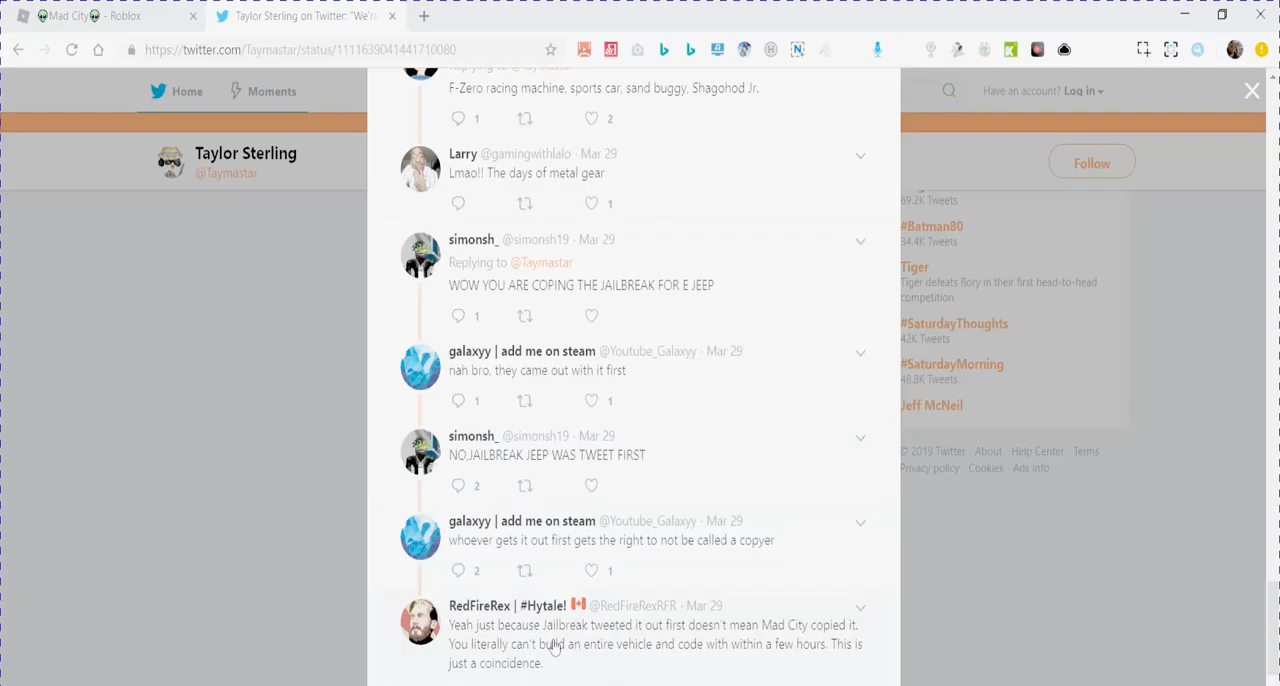 Mad City - Roblox
Taylor Sterling on Twitter: "We're
https://twitter.com/Taymastar/status/1111639041441710080
Home
Moments
Have an account? Log in
Taylor Sterling
@Taymastar
Follow
Replying to @Taymastar
F-Zero racing machine, sports car, sand buggy, Shagohod Jr.
1
2
Larry @gamingwithlalo · Mar 29
Lmao!! The days of metal gear
1
simonsh_ @simonsh19 · Mar 29
Replying to @Taymastar
WOW YOU ARE COPING THE JAILBREAK FOR E JEEP
1
galaxyy | add me on steam @Youtube_Galaxyy · Mar 29
nah bro, they came out with it first
1
1
simonsh_ @simonsh19 · Mar 29
NO,JAILBREAK JEEP WAS TWEET FIRST
2
galaxyy | add me on steam @Youtube_Galaxyy · Mar 29
whoever gets it out first gets the right to not be called a copyer
2
1
RedFireRex | #Hytale! @RedFireRexRFR · Mar 29
Yeah just because Jailbreak tweeted it out first doesn't mean Mad City copied it.
You literally can't build an entire vehicle and code with within a few hours. This is
just a coincidence.
69.2K Tweets
#Batman80
34.4K Tweets
Tiger
Tiger defeats Rory in their first head-to-head
competition
#SaturdayThoughts
42K Tweets
#SaturdayMorning
48.8K Tweets
Jeff McNeil
© 2019 Twitter About Help Center Terms
Privacy policy Cookies Ads info